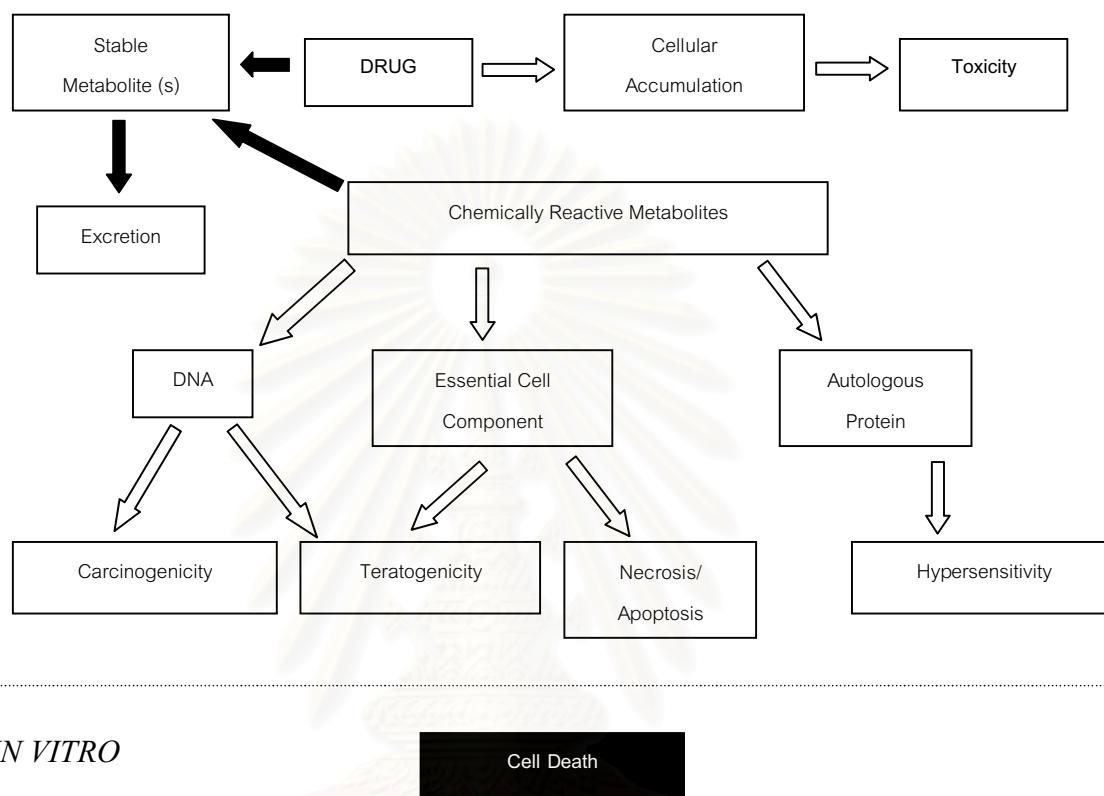 Stable
Metabolite (s)
DRUG
Cellular
Accumulation
Toxicity
Chemically Reactive Metabolites
Excretion
DNA
Essential Cell
Component
Autologous
Protein
Carcinogenicity
Teratogenicity
Necrosis/
Apoptosis
Hypersensitivity
IN VITRO
Cell Death